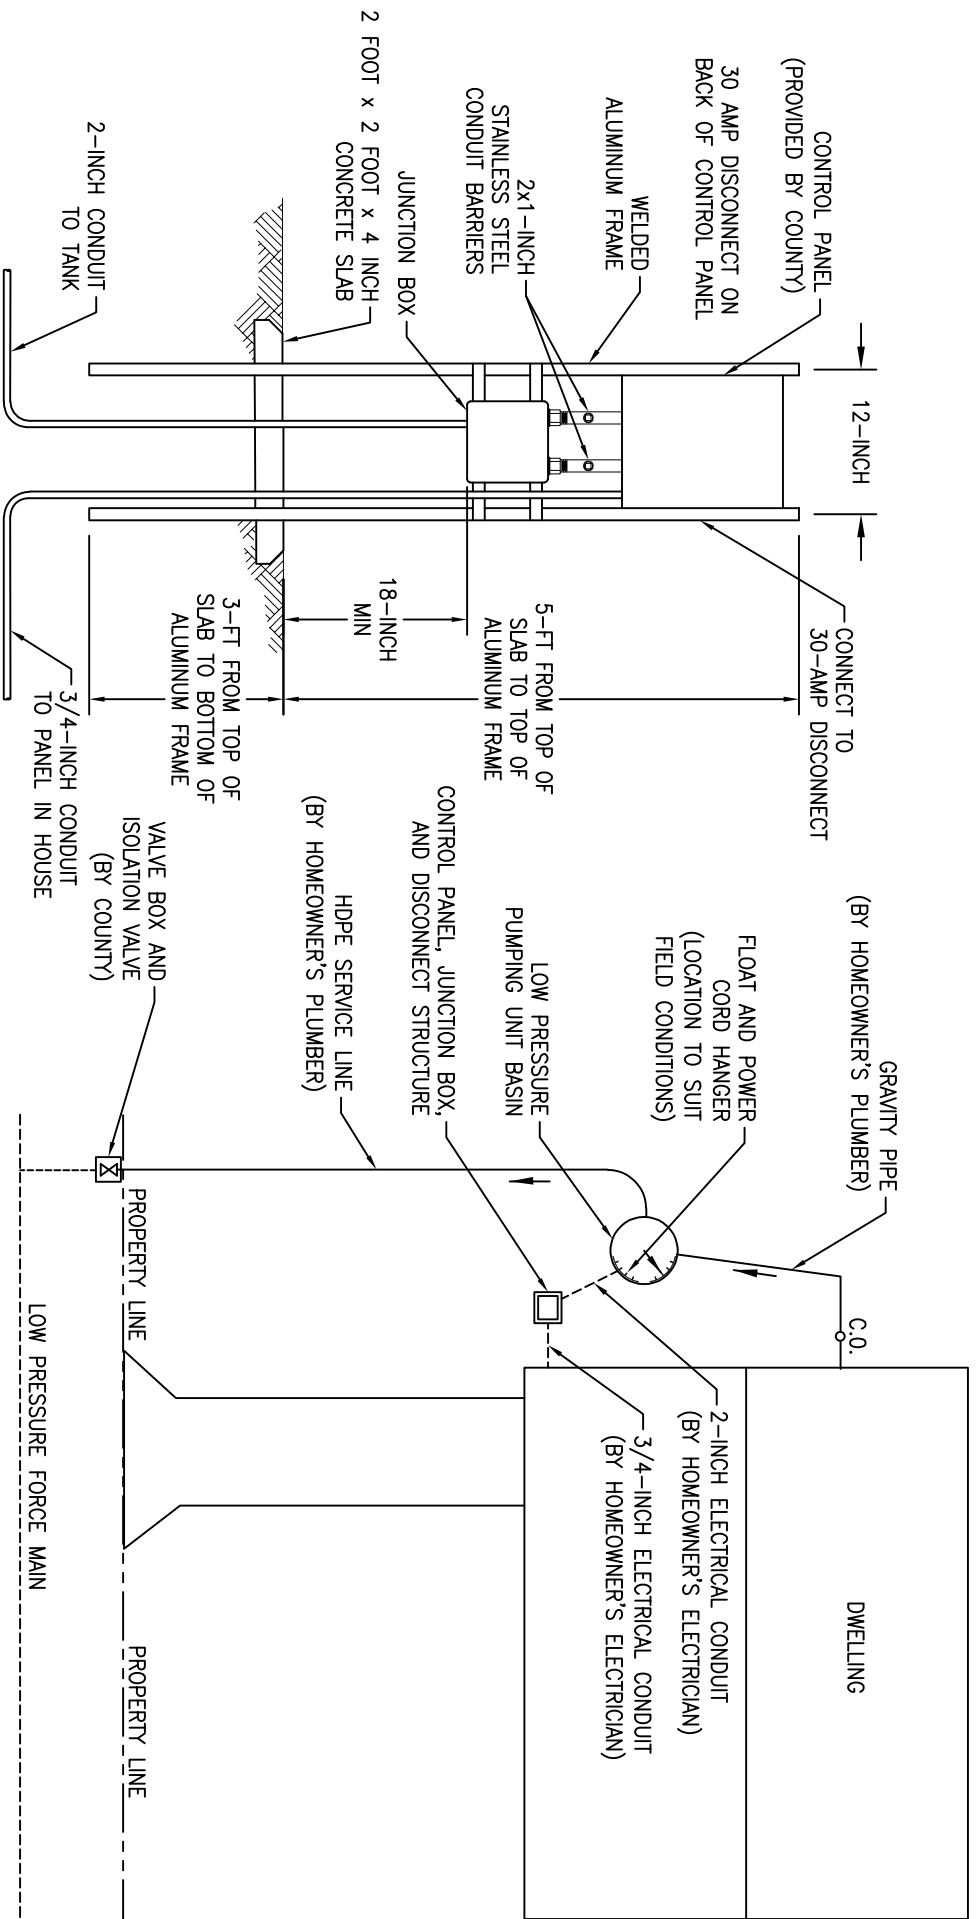 CONTROL PANEL
(PROVIDED BY COUNTY)
30 AMP DISCONNECT ON
BACK OF CONTROL PANEL
WELDED
ALUMINUM FRAME
2x1-INCH
STAINLESS STEEL
CONDUIT BARRIERS
JUNCTION BOX
2 FOOT x 2 FOOT x 4 INCH
CONCRETE SLAB
2-INCH CONDUIT
TO TANK
12-INCH
CONNECT TO
30-AMP DISCONNECT
5-FT FROM TOP OF
SLAB TO TOP OF
ALUMINUM FRAME
18-INCH
MIN
3-FT FROM TOP OF
SLAB TO BOTTOM OF
ALUMINUM FRAME
3/4-INCH CONDUIT
TO PANEL IN HOUSE
GRAVITY PIPE
(BY HOMEOWNER'S PLUMBER)
FLOAT AND POWER
CORD HANGER
(LOCATION TO SUIT
FIELD CONDITIONS)
LOW PRESSURE
PUMPING UNIT BASIN
CONTROL PANEL, JUNCTION BOX,
AND DISCONNECT STRUCTURE
HDPE SERVICE LINE
(BY HOMEOWNER'S PLUMBER)
VALVE BOX AND
ISOLATION VALVE
(BY COUNTY)
C.O.
DWELLING
2-INCH ELECTRICAL CONDUIT
(BY HOMEOWNER'S ELECTRICIAN)
3/4-INCH ELECTRICAL CONDUIT
(BY HOMEOWNER'S ELECTRICIAN)
PROPERTY LINE
PROPERTY LINE
LOW PRESSURE FORCE MAIN